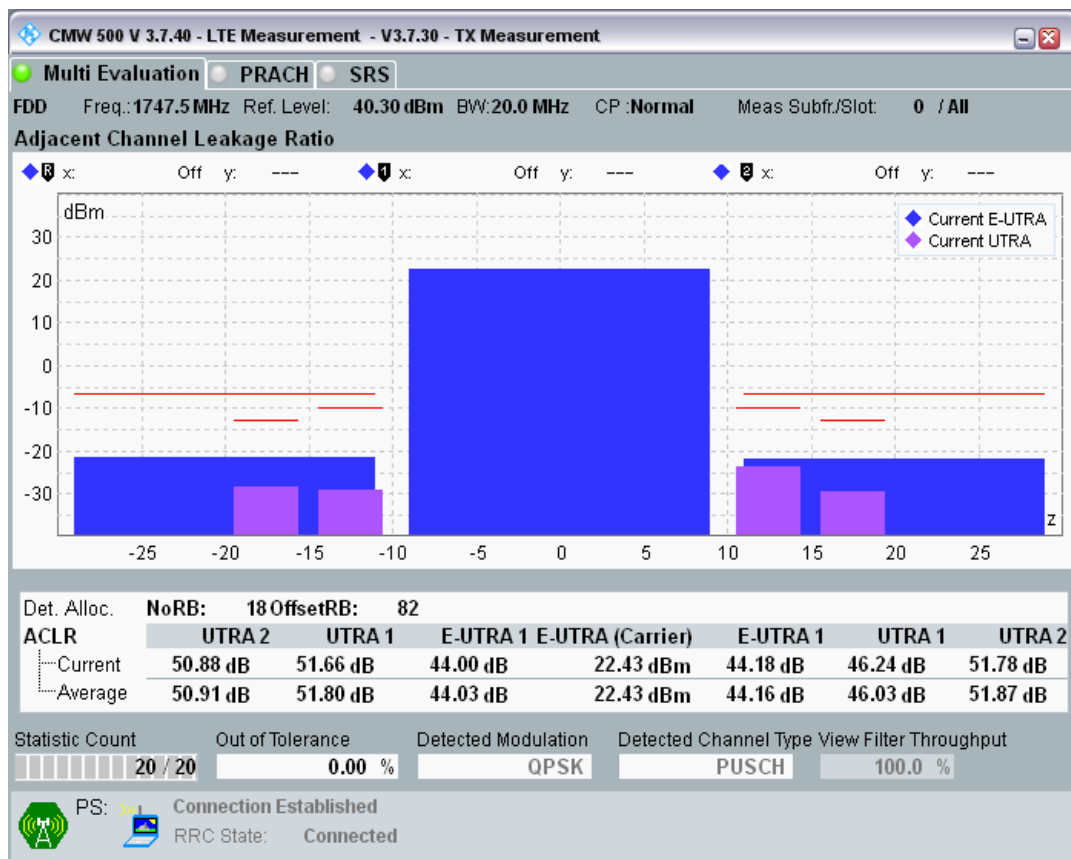 CMW 500 V 3.7.40 - LTE Measurement - V3.7.30 - TX Measurement
Multi Evaluation PRACH SRS
FDD Freq.:1747.5 MHz Ref. Level: 40.30 dBm BW:20.0 MHz CP :Normal Meas Subfr./Slot: 0 / All
Adjacent Channel Leakage Ratio
R x: Off y: --- 1 x: Off y: --- 2 x: Off y: ---
dBm
Current E-UTRA
Current UTRA
30
20
10
0
-10
-20
-30
z
-25 -20 -15 -10 -5 0 5 10 15 20 25
Det. Alloc. NoRB: 18 OffsetRB: 82
ACLR UTRA 2 UTRA 1 E-UTRA 1 E-UTRA (Carrier) E-UTRA 1 UTRA 1 UTRA 2
Current 50.88 dB 51.66 dB 44.00 dB 22.43 dBm 44.18 dB 46.24 dB 51.78 dB
Average 50.91 dB 51.80 dB 44.03 dB 22.43 dBm 44.16 dB 46.03 dB 51.87 dB
Statistic Count Out of Tolerance Detected Modulation Detected Channel Type View Filter Throughput
20 / 20 0.00 % QPSK PUSCH 100.0 %
PS: Connection Established
RRC State: Connected